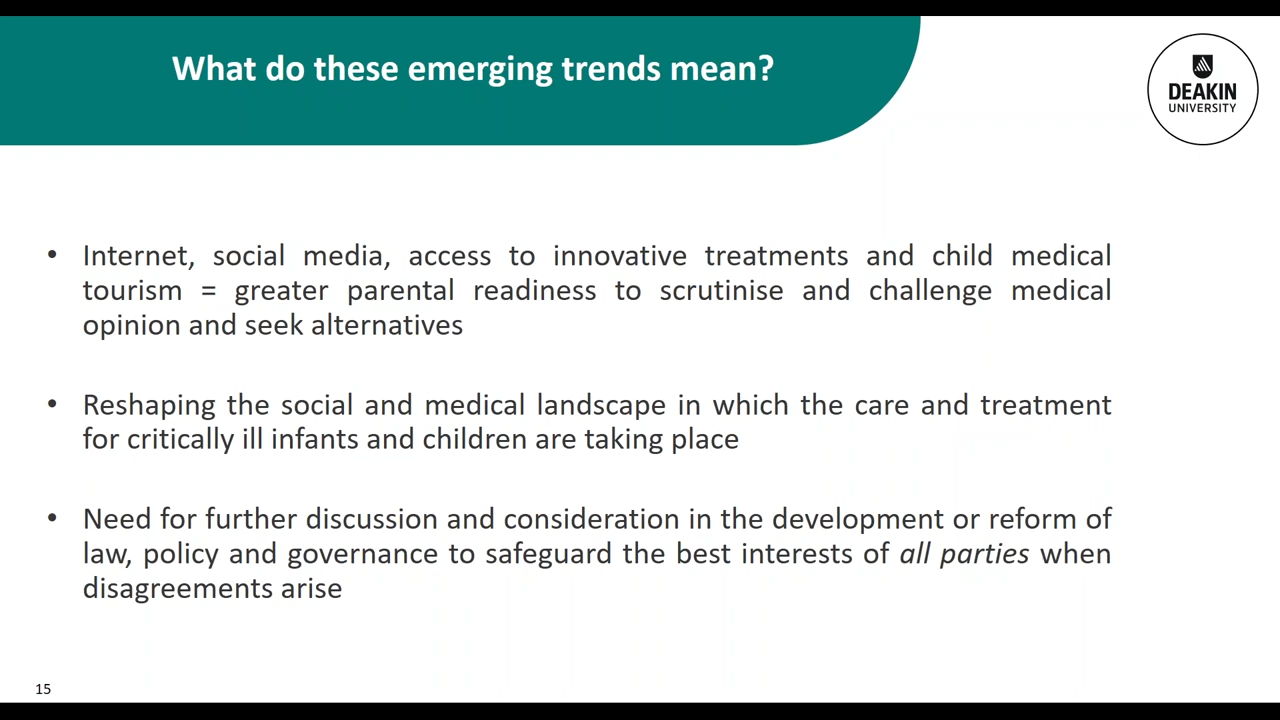 What do these emerging trends mean?
DEAKIN
UNIVERSITY
• Internet, social media, access to innovative treatments and child medical
tourism = greater parental readiness to scrutinise and challenge medical
opinion and seek alternatives
• Reshaping the social and medical landscape in which the care and treatment
for critically ill infants and children are taking place
• Need for further discussion and consideration in the development or reform of
law, policy and governance to safeguard the best interests of all parties when
disagreements arise
15